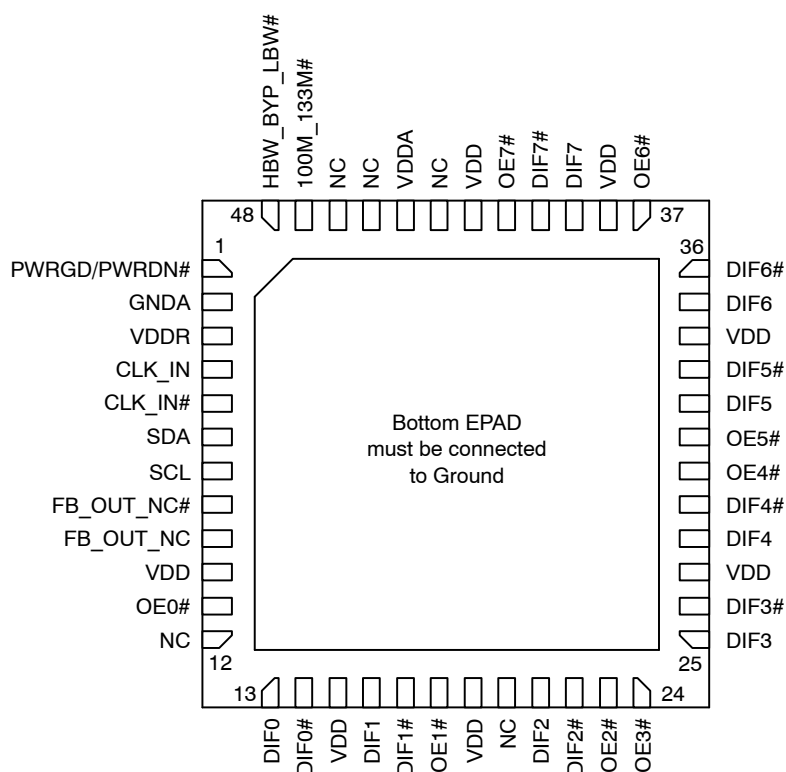 HBW_BYP_LBW#
100M_133M#
NC
NC
VDDA
NC
VDD
OE7#
DIF7#
DIF7
VDD
OE6#
48
37
1
36
PWRGD/PWRDN#
GNDA
VDDR
CLK_IN
CLK_IN#
SDA
SCL
FB_OUT_NC#
FB_OUT_NC
VDD
OE0#
NC
Bottom EPAD
must be connected
to Ground
DIF6#
DIF6
VDD
DIF5#
DIF5
OE5#
OE4#
DIF4#
DIF4
VDD
DIF3#
DIF3
12
25
13
24
DIF0
DIF0#
VDD
DIF1
DIF1#
OE1#
VDD
NC
DIF2
DIF2#
OE2#
OE3#